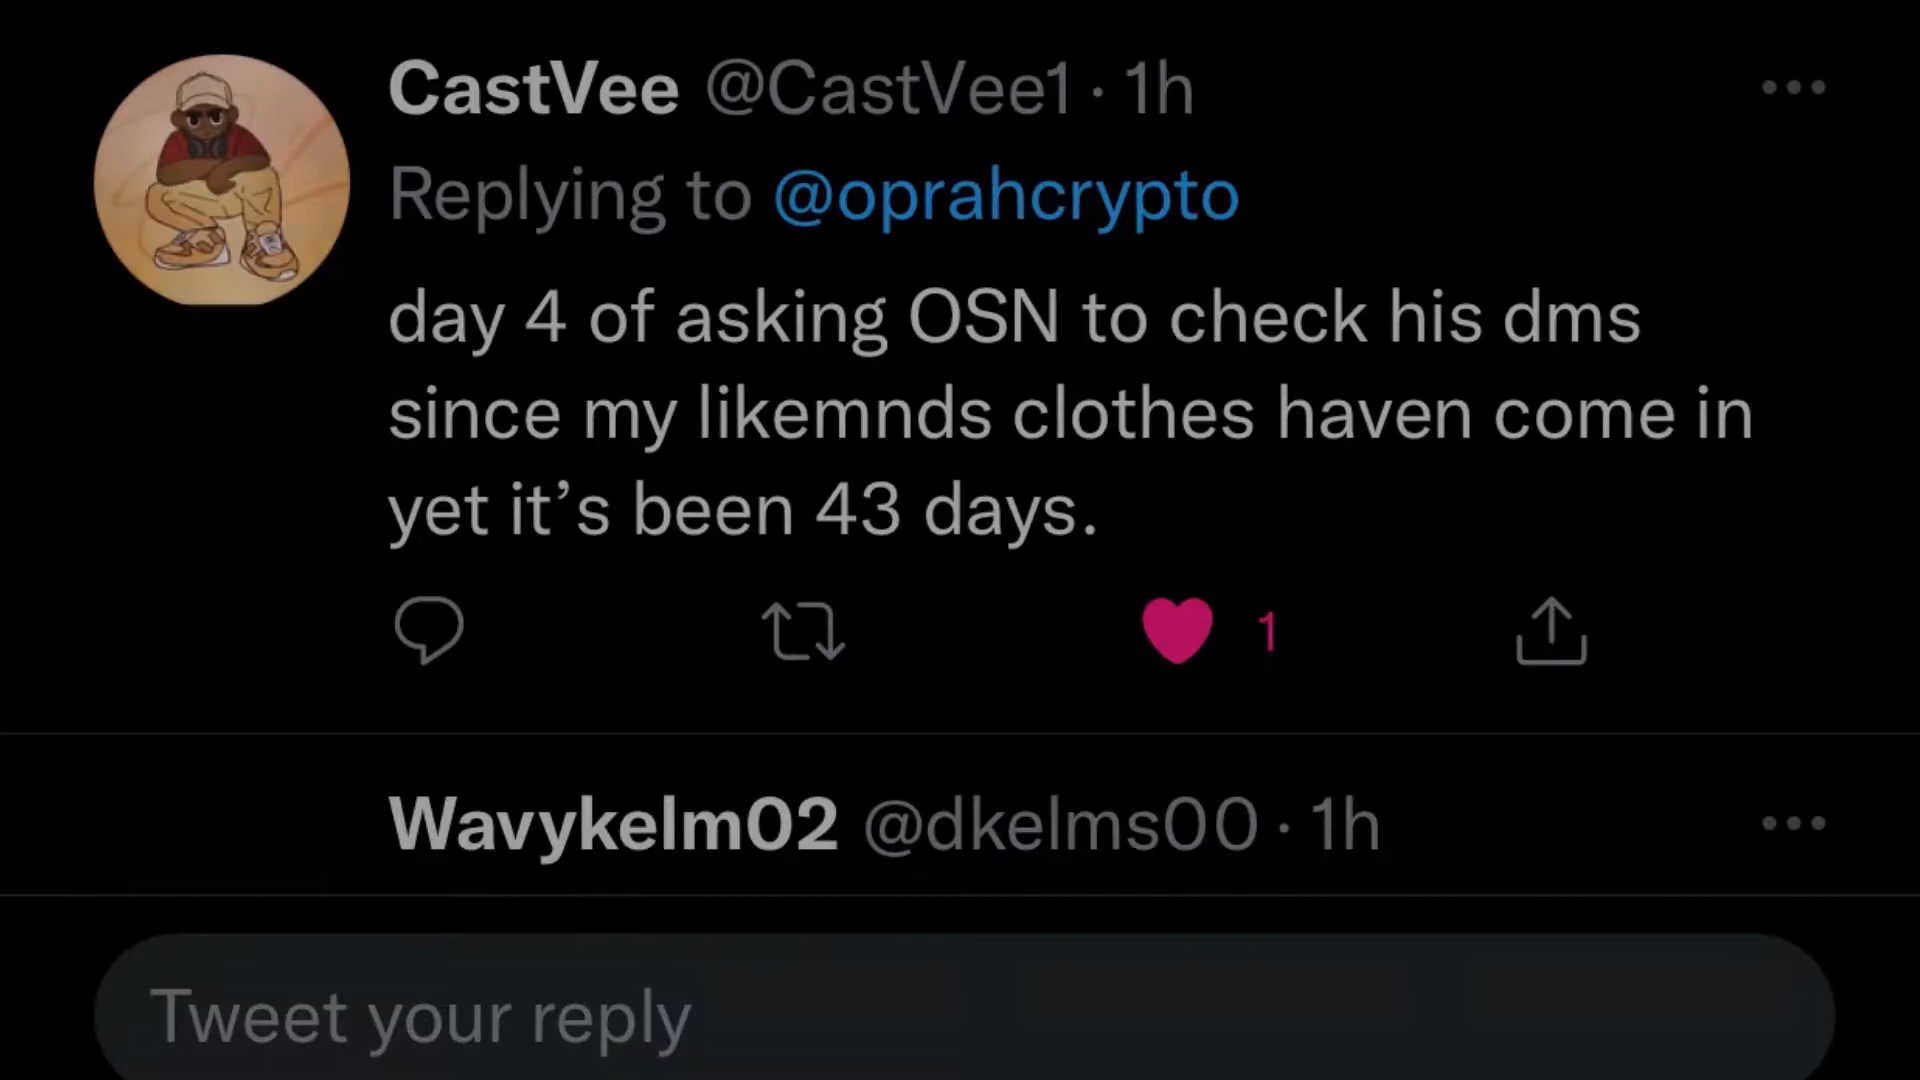 CastVee @CastVee1 · 1h
Replying to @oprahcrypto
day 4 of asking OSN to check his dms
since my likemnds clothes haven come in
yet it’s been 43 days.
1
Wavykelm02 @dkelms00 · 1h
Tweet your reply